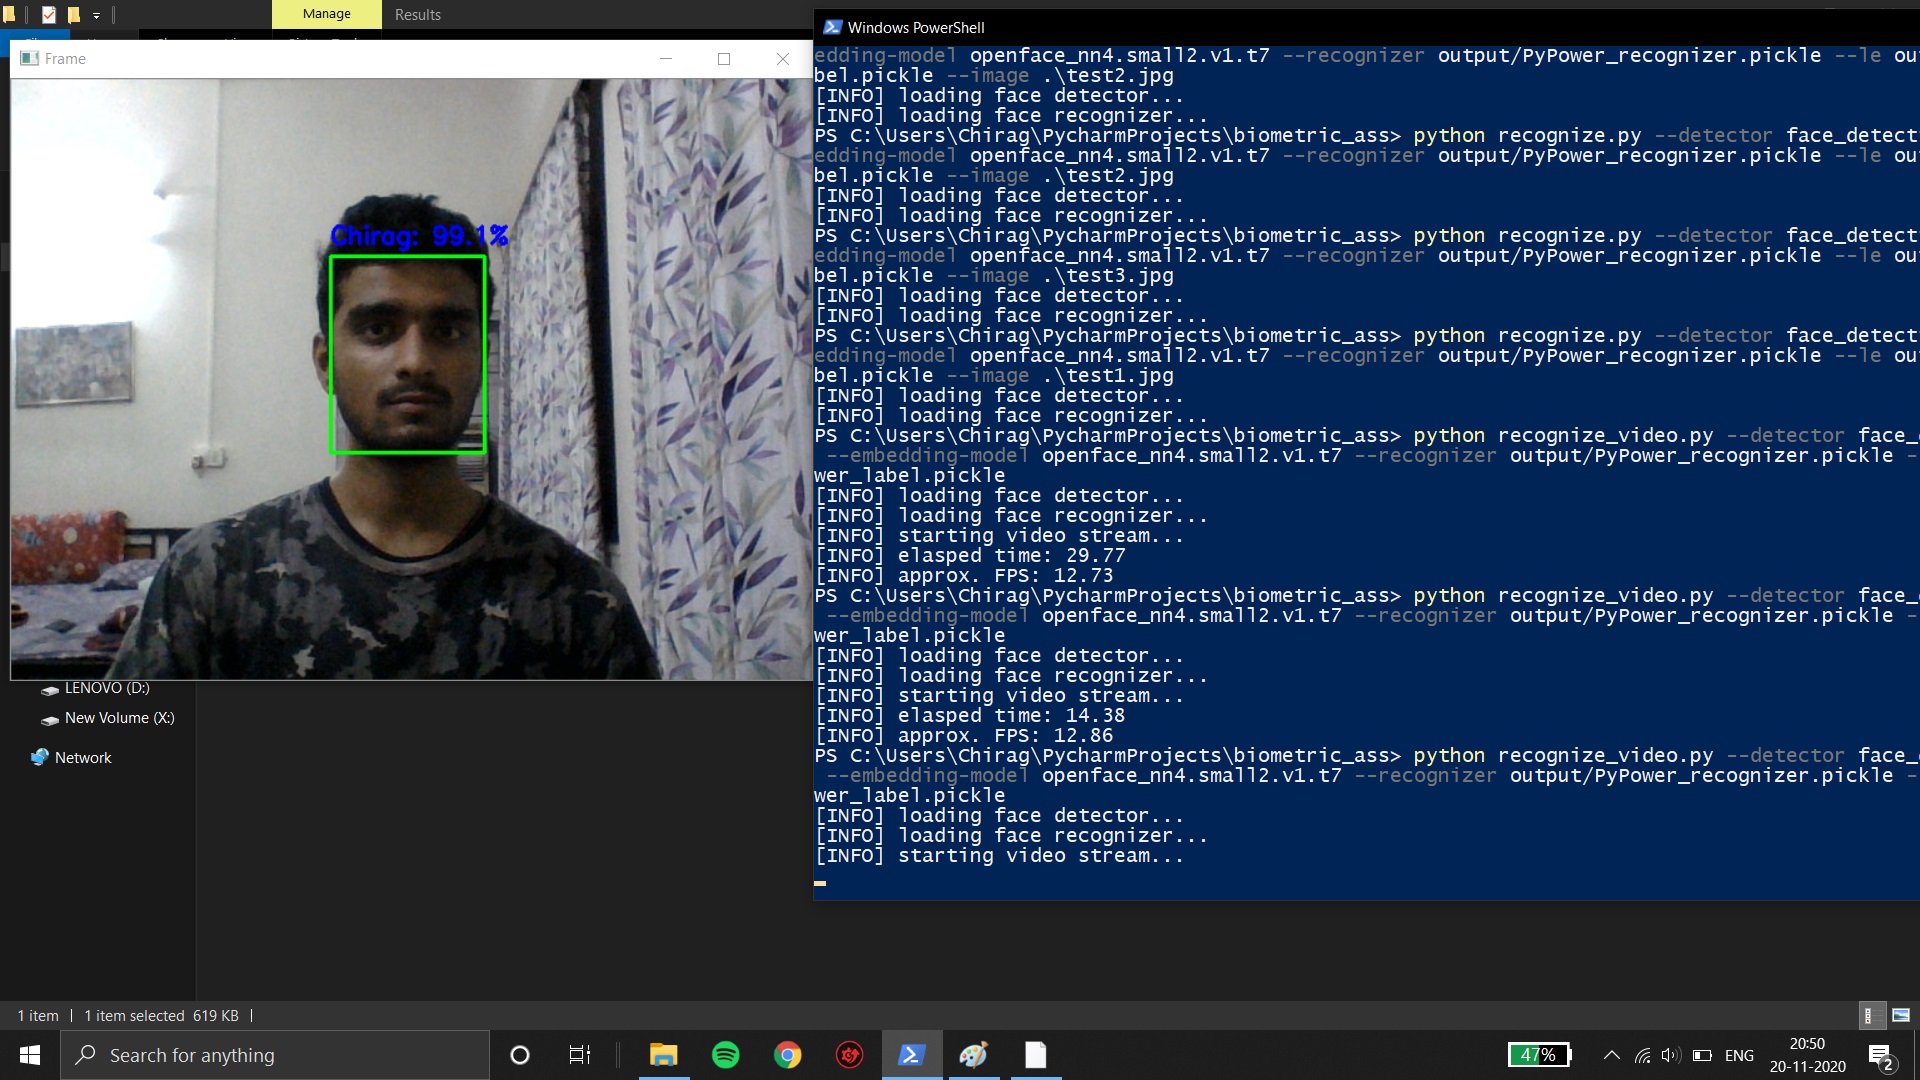 Manage
Results
Frame
Chirag: 99.1%
LENOVO (D:)
New Volume (X:)
Network
1 item
1 item selected 619 KB
Windows PowerShell
edding-model openface_nn4.small2.v1.t7 --recognizer output/PyPower_recognizer.pickle --le ou
bel.pickle --image .\test2.jpg
[INFO] loading face detector...
[INFO] loading face recognizer...
PS C:\Users\Chirag\PycharmProjects\biometric_ass> python recognize.py --detector face_detect
edding-model openface_nn4.small2.v1.t7 --recognizer output/PyPower_recognizer.pickle --le ou
bel.pickle --image .\test2.jpg
[INFO] loading face detector...
[INFO] loading face recognizer...
PS C:\Users\Chirag\PycharmProjects\biometric_ass> python recognize.py --detector face_detect
edding-model openface_nn4.small2.v1.t7 --recognizer output/PyPower_recognizer.pickle --le ou
bel.pickle --image .\test3.jpg
[INFO] loading face detector...
[INFO] loading face recognizer...
PS C:\Users\Chirag\PycharmProjects\biometric_ass> python recognize.py --detector face_detect
edding-model openface_nn4.small2.v1.t7 --recognizer output/PyPower_recognizer.pickle --le ou
bel.pickle --image .\test1.jpg
[INFO] loading face detector...
[INFO] loading face recognizer...
PS C:\Users\Chirag\PycharmProjects\biometric_ass> python recognize_video.py --detector face_
--embedding-model openface_nn4.small2.v1.t7 --recognizer output/PyPower_recognizer.pickle -
wer_label.pickle
[INFO] loading face detector...
[INFO] loading face recognizer...
[INFO] starting video stream...
[INFO] elasped time: 29.77
[INFO] approx. FPS: 12.73
PS C:\Users\Chirag\PycharmProjects\biometric_ass> python recognize_video.py --detector face_
--embedding-model openface_nn4.small2.v1.t7 --recognizer output/PyPower_recognizer.pickle -
wer_label.pickle
[INFO] loading face detector...
[INFO] loading face recognizer...
[INFO] starting video stream...
[INFO] elasped time: 14.38
[INFO] approx. FPS: 12.86
PS C:\Users\Chirag\PycharmProjects\biometric_ass> python recognize_video.py --detector face_
--embedding-model openface_nn4.small2.v1.t7 --recognizer output/PyPower_recognizer.pickle -
wer_label.pickle
[INFO] loading face detector...
[INFO] loading face recognizer...
[INFO] starting video stream...
Search for anything
47%
ENG
20:50
20-11-2020
2